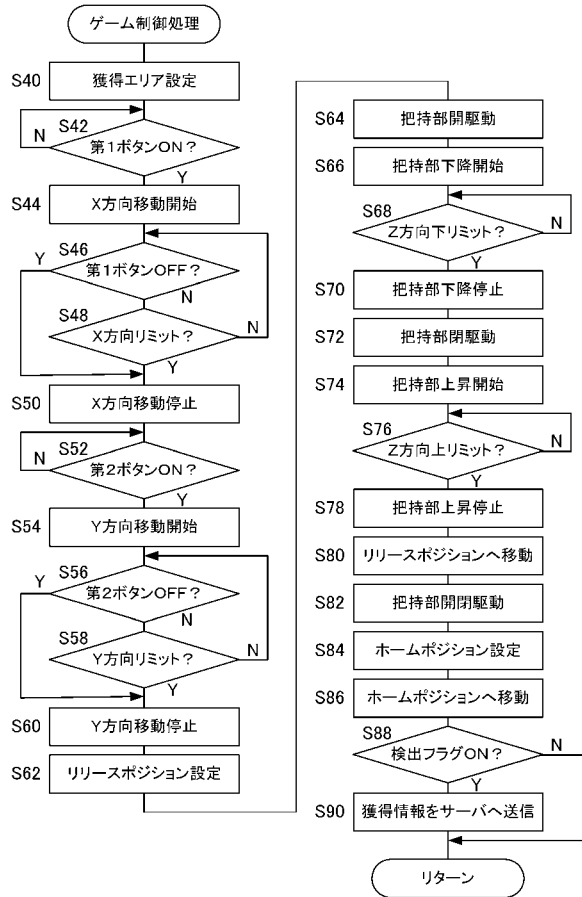 ゲーム制御処理
S40
獲得エリア設定
S42
N
第1ボタンON?
Y
S44
X方向移動開始
S46
Y
第1ボタンOFF?
N
S48
X方向リミット?
N
Y
S50
X方向移動停止
S52
N
第2ボタンON?
Y
S54
Y方向移動開始
S56
Y
第2ボタンOFF?
N
S58
Y方向リミット?
N
Y
S60
Y方向移動停止
S62
リリースポジション設定
S64
把持部開駆動
S66
把持部下降開始
S68
Z方向下リミット?
N
Y
S70
把持部下降停止
S72
把持部閉駆動
S74
把持部上昇開始
S76
Z方向上リミット?
N
Y
S78
把持部上昇停止
S80
リリースポジションへ移動
S82
把持部開閉駆動
S84
ホームポジション設定
S86
ホームポジションへ移動
S88
検出フラグON?
N
Y
S90
獲得情報をサーバへ送信
リターン